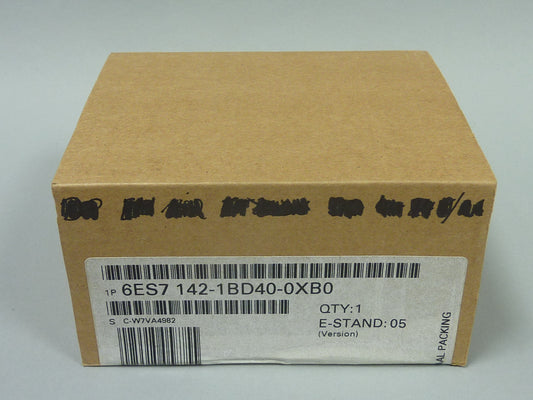 1P 6ES7 142-1BD40-0XB0
QTY:1
S C-W7VA4982
E-STAND: 05
(Version)
AL PACKING